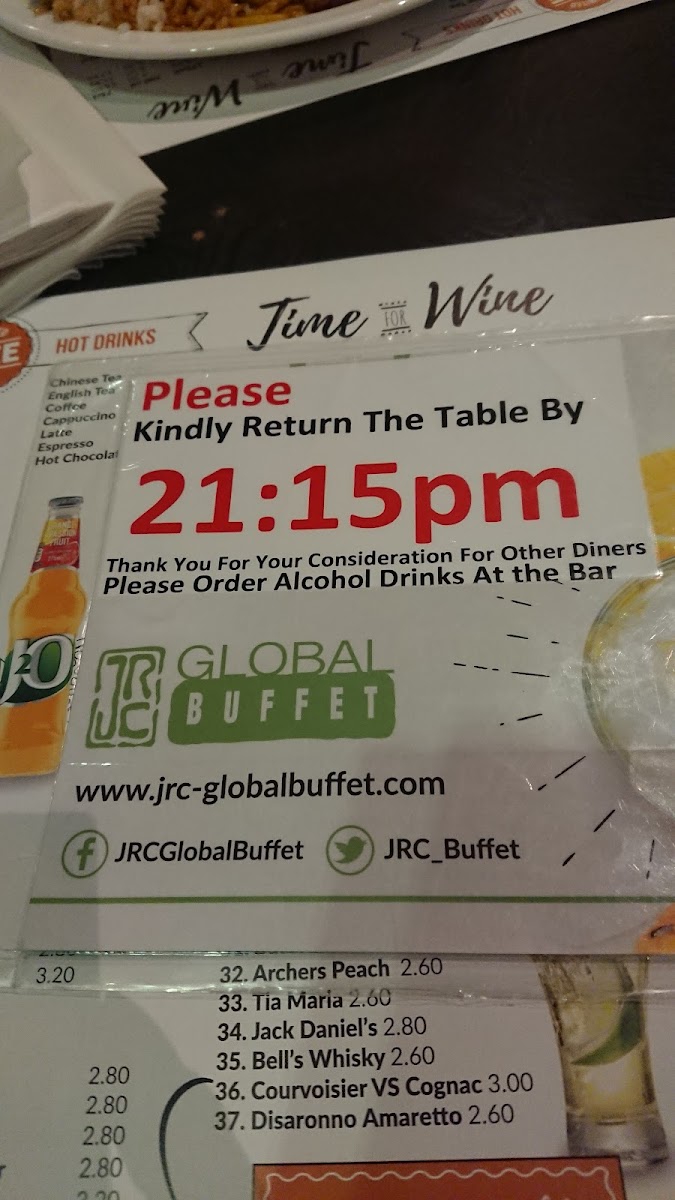 HOT DRINKS
Time FOR Wine
Time FOR Wine
HOT DRINKS
Chinese Tea
English Tea
Coffee
Cappuccino
Latte
Espresso
Hot Chocolat
Please
Kindly Return The Table By
21:15pm
Thank You For Your Consideration For Other Diners
Please Order Alcohol Drinks At the Bar
J2O
JRC
GLOBAL
BUFFET
www.jrc-globalbuffet.com
JRCGlobalBuffet
JRC_Buffet
3.20
32. Archers Peach 2.60
33. Tia Maria 2.60
34. Jack Daniel's 2.80
35. Bell's Whisky 2.60
36. Courvoisier VS Cognac 3.00
37. Disaronno Amaretto 2.60
2.80
2.80
2.80
2.80